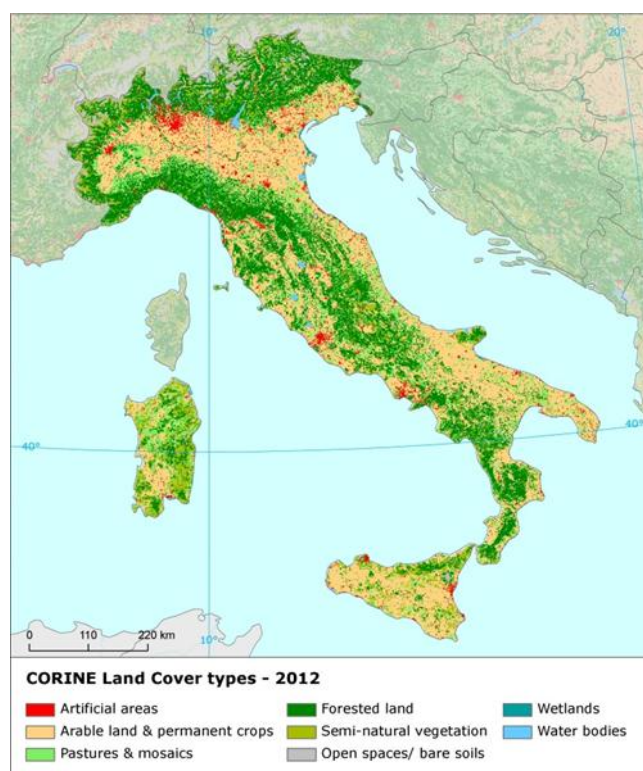 10°
20°
40°
40°
0 110 220 km
10°
CORINE Land Cover types - 2012
Artificial areas
Forested land
Wetlands
Arable land & permanent crops
Semi-natural vegetation
Water bodies
Pastures & mosaics
Open spaces/ bare soils